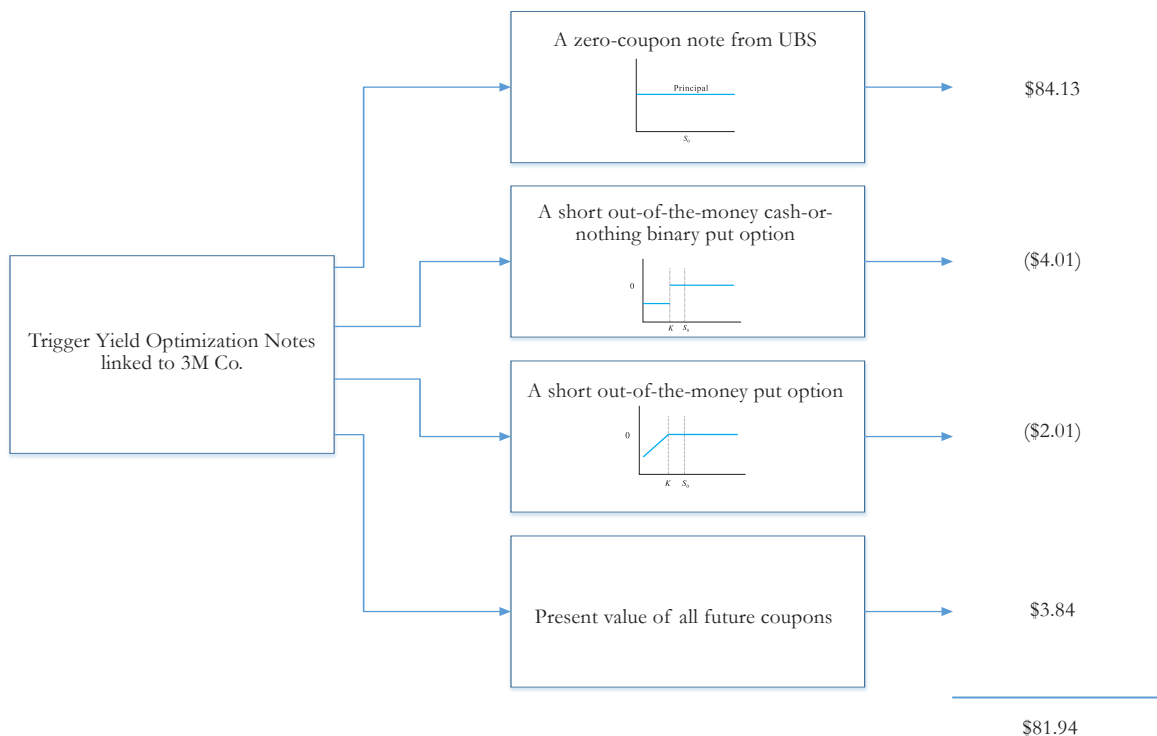 A zero-coupon note from UBS
Principal
S₀
$84.13
A short out-of-the-money cash-or-
nothing binary put option
0
K S₀
($4.01)
Trigger Yield Optimization Notes
linked to 3M Co.
A short out-of-the-money put option
0
K S₀
($2.01)
Present value of all future coupons
$3.84
$81.94